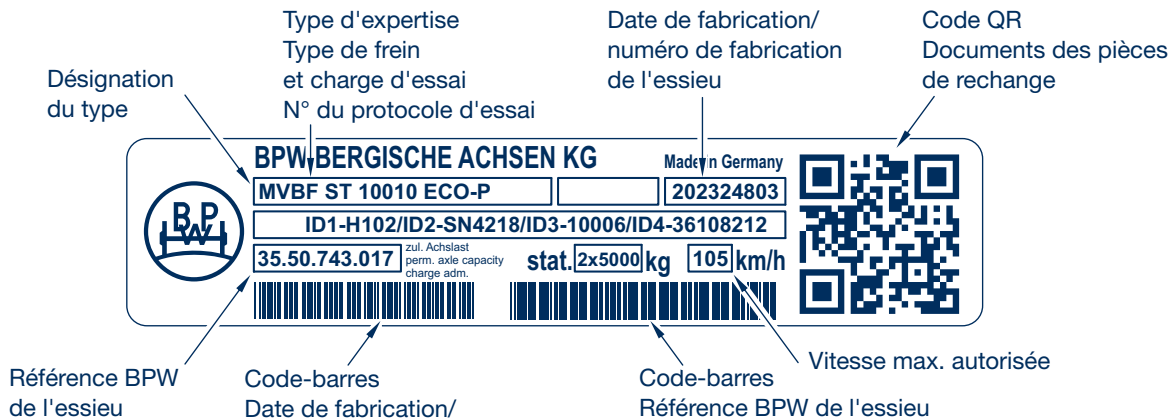 Type d'expertise
Type de frein
et charge d'essai
N° du protocole d'essai
Date de fabrication/
numéro de fabrication
de l'essieu
Code QR
Documents des pièces
de rechange
Désignation
du type
BPW BERGISCHE ACHSEN KG
Made in Germany
MVBF ST 10010 ECO-P
202324803
ID1-H102/ID2-SN4218/ID3-10006/ID4-36108212
BPW
35.50.743.017
zul. Achslast
perm. axle capacity
charge adm.
stat. 2x5000 kg
105 km/h
Référence BPW
de l'essieu
Code-barres
Date de fabrication/
Code-barres
Référence BPW de l'essieu
Vitesse max. autorisée